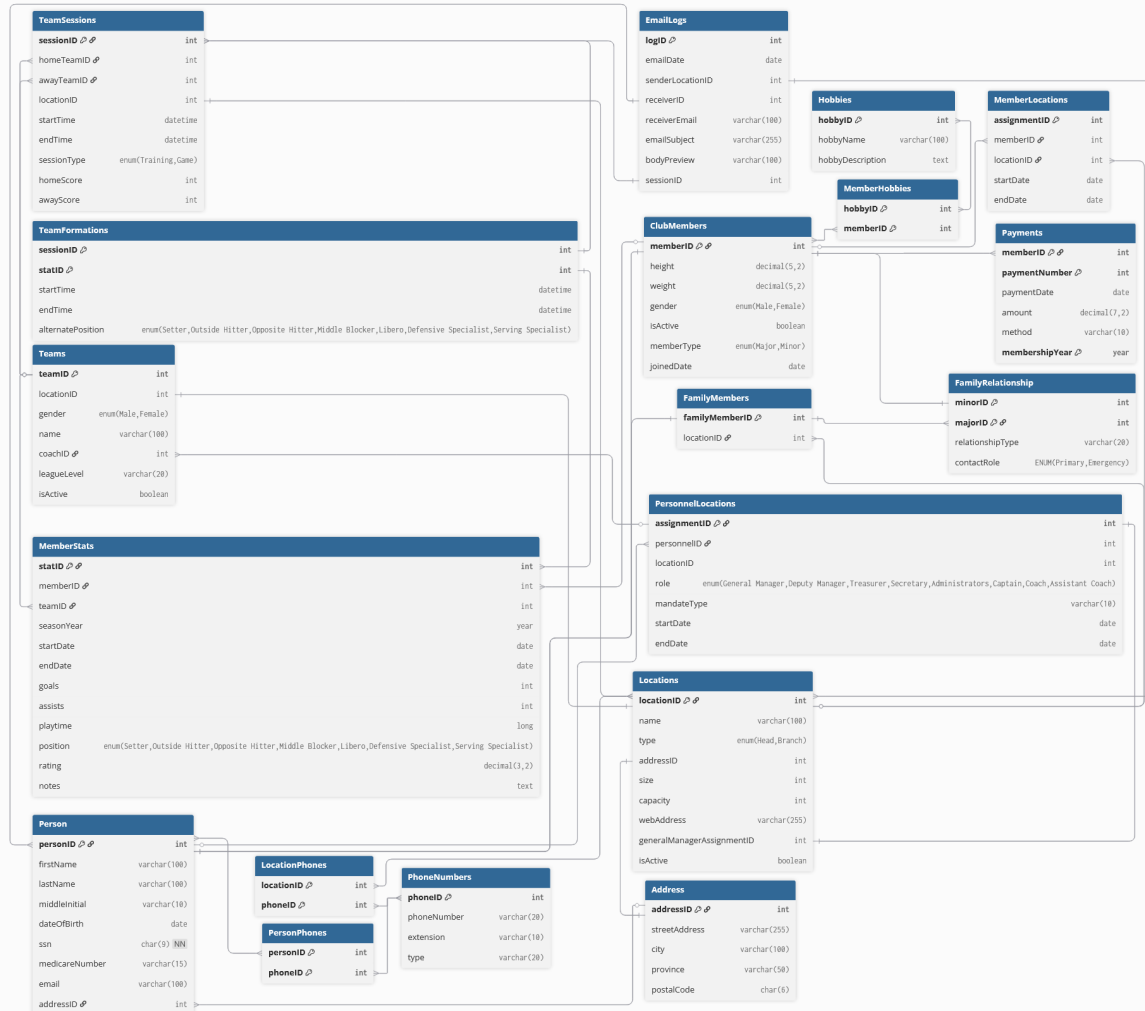 TeamSessions
sessionID int
homeTeamID int
awayTeamID int
locationID int
startTime datetime
endTime datetime
sessionType enum(Training,Game)
homeScore int
awayScore int
TeamFormations
sessionID int
statID int
startTime datetime
endTime datetime
alternatePosition enum(Setter,Outside Hitter,Opposite Hitter,Middle Blocker,Libero,Defensive Specialist,Serving Specialist)
Teams
teamID int
locationID int
gender enum(Male,Female)
name varchar(100)
coachID int
leagueLevel varchar(20)
isActive boolean
MemberStats
statID int
memberID int
teamID int
seasonYear year
startDate date
endDate date
goals int
assists int
playtime long
position enum(Setter,Outside Hitter,Opposite Hitter,Middle Blocker,Libero,Defensive Specialist,Serving Specialist)
rating decimal(3,2)
notes text
Person
personID int
firstName varchar(100)
lastName varchar(100)
middleInitial varchar(10)
dateOfBirth date
ssn char(9) NN
medicareNumber varchar(15)
email varchar(100)
addressID int
LocationPhones
locationID int
phoneID int
PersonPhones
personID int
phoneID int
PhoneNumbers
phoneID int
phoneNumber varchar(20)
extension varchar(10)
type varchar(20)
EmailLogs
logID int
emailDate date
senderLocationID int
receiverID int
receiverEmail varchar(100)
emailSubject varchar(255)
bodyPreview varchar(100)
sessionID int
Hobbies
hobbyID int
hobbyName varchar(100)
hobbyDescription text
MemberLocations
assignmentID int
memberID int
locationID int
startDate date
endDate date
MemberHobbies
hobbyID int
memberID int
ClubMembers
memberID int
height decimal(5,2)
weight decimal(5,2)
gender enum(Male,Female)
isActive boolean
memberType enum(Major,Minor)
joinedDate date
Payments
memberID int
paymentNumber int
paymentDate date
amount decimal(7,2)
method varchar(10)
membershipYear year
FamilyMembers
familyMemberID int
locationID int
FamilyRelationship
minorID int
majorID int
relationshipType varchar(20)
contactRole ENUM(Primary,Emergency)
PersonnelLocations
assignmentID int
personnelID int
locationID int
role enum(General Manager,Deputy Manager,Treasurer,Secretary,Administrators,Captain,Coach,Assistant Coach)
mandateType varchar(10)
startDate date
endDate date
Locations
locationID int
name varchar(100)
type enum(Head,Branch)
addressID int
size int
capacity int
webAddress varchar(255)
generalManagerAssignmentID int
isActive boolean
Address
addressID int
streetAddress varchar(255)
city varchar(100)
province varchar(50)
postalCode char(6)